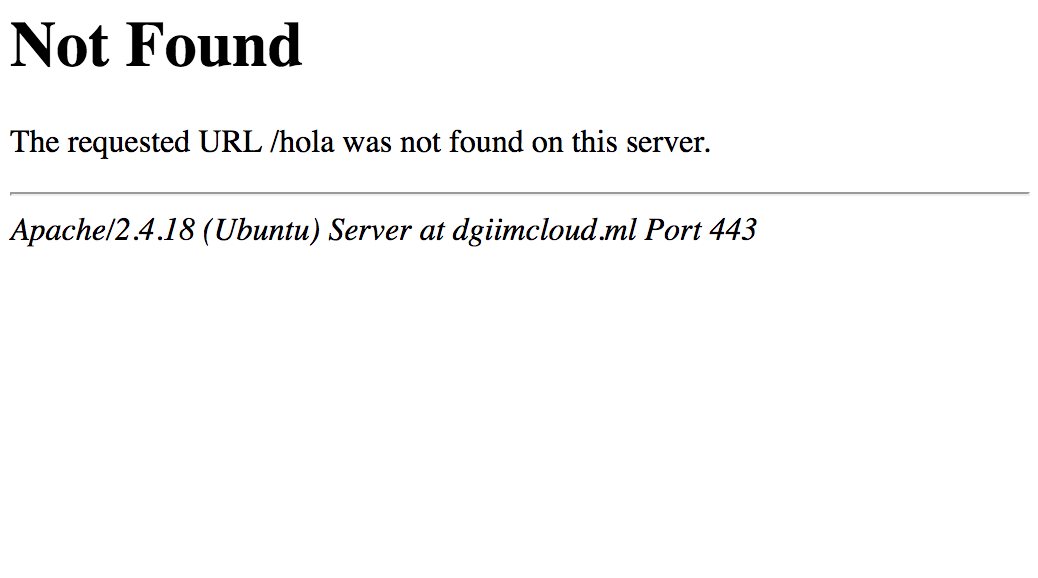 Not Found
The requested URL /hola was not found on this server.
Apache/2.4.18 (Ubuntu) Server at dgiimcloud.ml Port 443